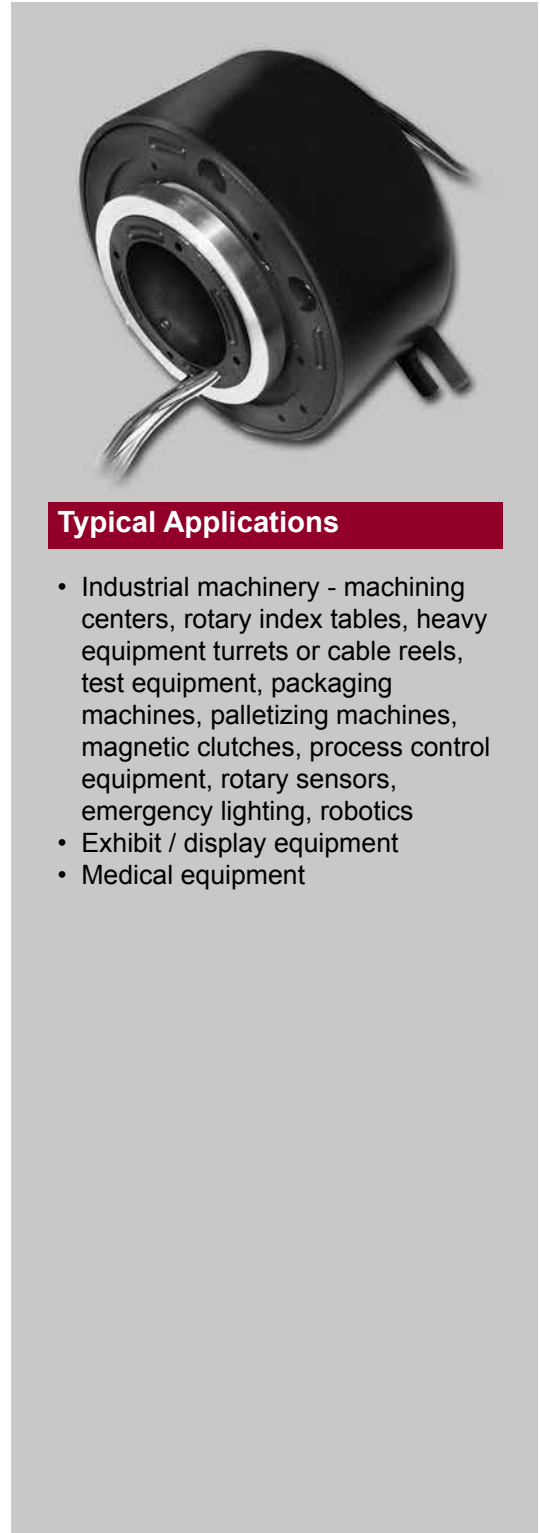 Typical Applications
• Industrial machinery - machining
centers, rotary index tables, heavy
equipment turrets or cable reels,
test equipment, packaging
machines, palletizing machines,
magnetic clutches, process control
equipment, rotary sensors,
emergency lighting, robotics
• Exhibit / display equipment
• Medical equipment